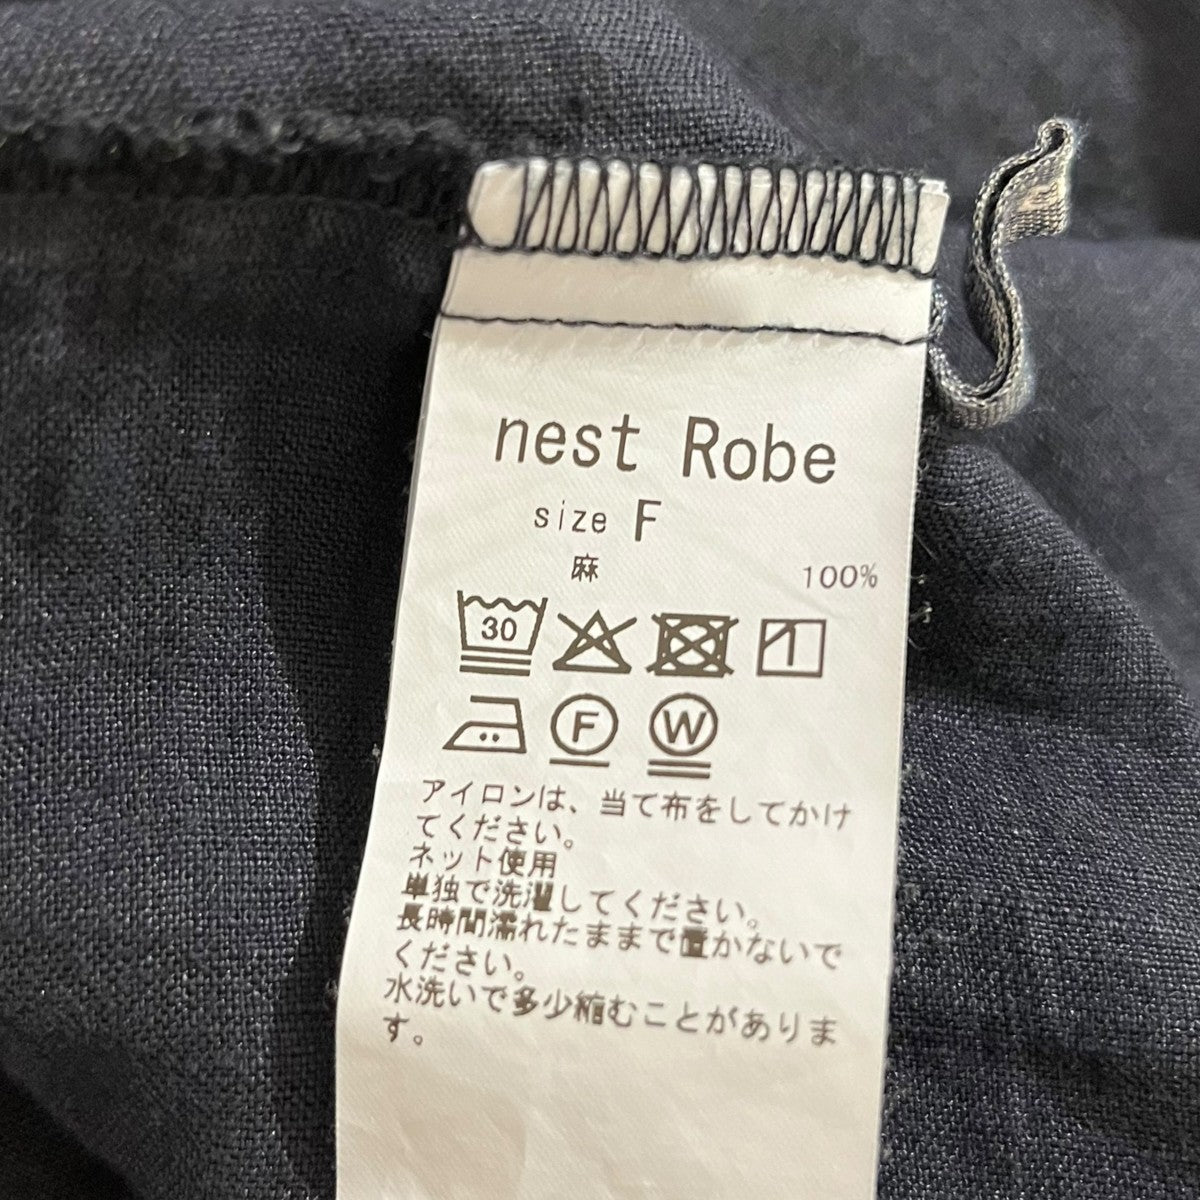 nest Robe
size F
麻 100%
30
F W
アイロンは、当て布をしてかけ
てください。
ネット使用
単独で洗濯してください。
長時間濡れたままで置かないで
ください。
水洗いで多少縮むことがありま
す。